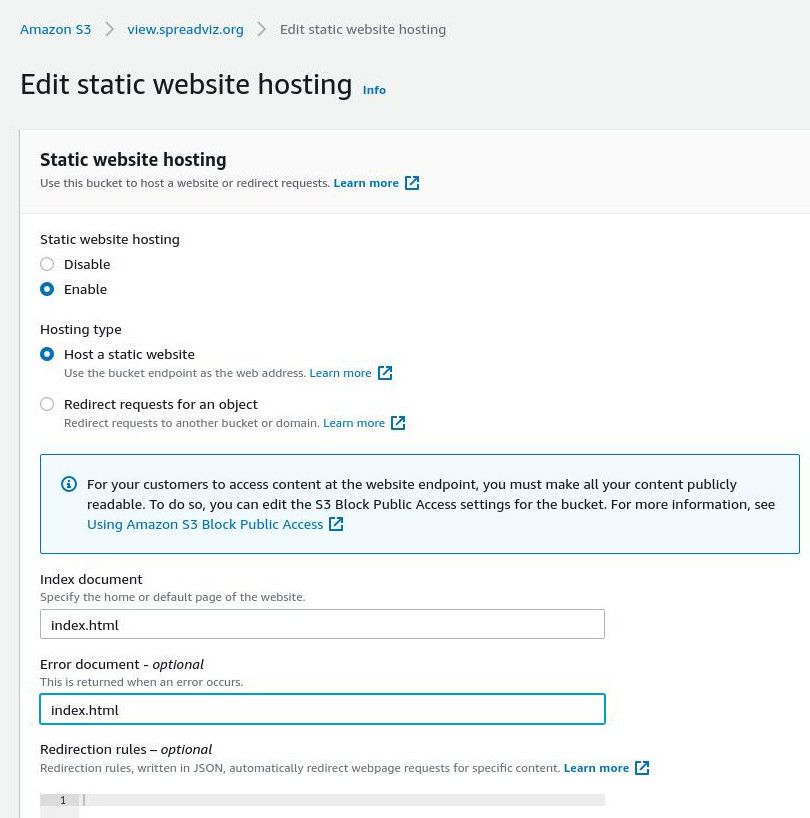 Amazon S3 > view.spreadviz.org > Edit static website hosting
Edit static website hosting Info
Static website hosting
Use this bucket to host a website or redirect requests. Learn more
Static website hosting
Disable
Enable
Hosting type
Host a static website
Use the bucket endpoint as the web address. Learn more
Redirect requests for an object
Redirect requests to another bucket or domain. Learn more
For your customers to access content at the website endpoint, you must make all your content publicly
readable. To do so, you can edit the S3 Block Public Access settings for the bucket. For more information, see
Using Amazon S3 Block Public Access
Index document
Specify the home or default page of the website.
index.html
Error document - optional
This is returned when an error occurs.
index.html
Redirection rules – optional
Redirection rules, written in JSON, automatically redirect webpage requests for specific content. Learn more
1